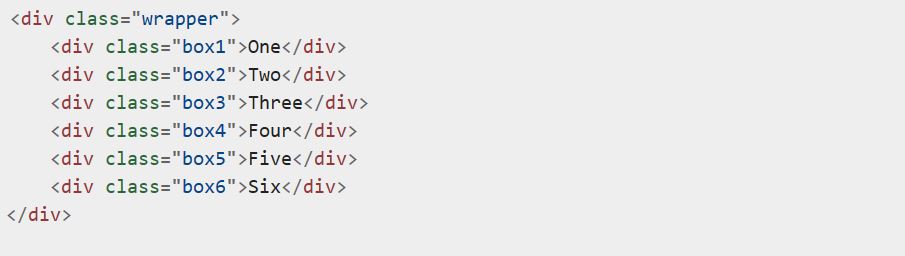 <div class="wrapper">
    <div class="box1">One</div>
    <div class="box2">Two</div>
    <div class="box3">Three</div>
    <div class="box4">Four</div>
    <div class="box5">Five</div>
    <div class="box6">Six</div>
</div>